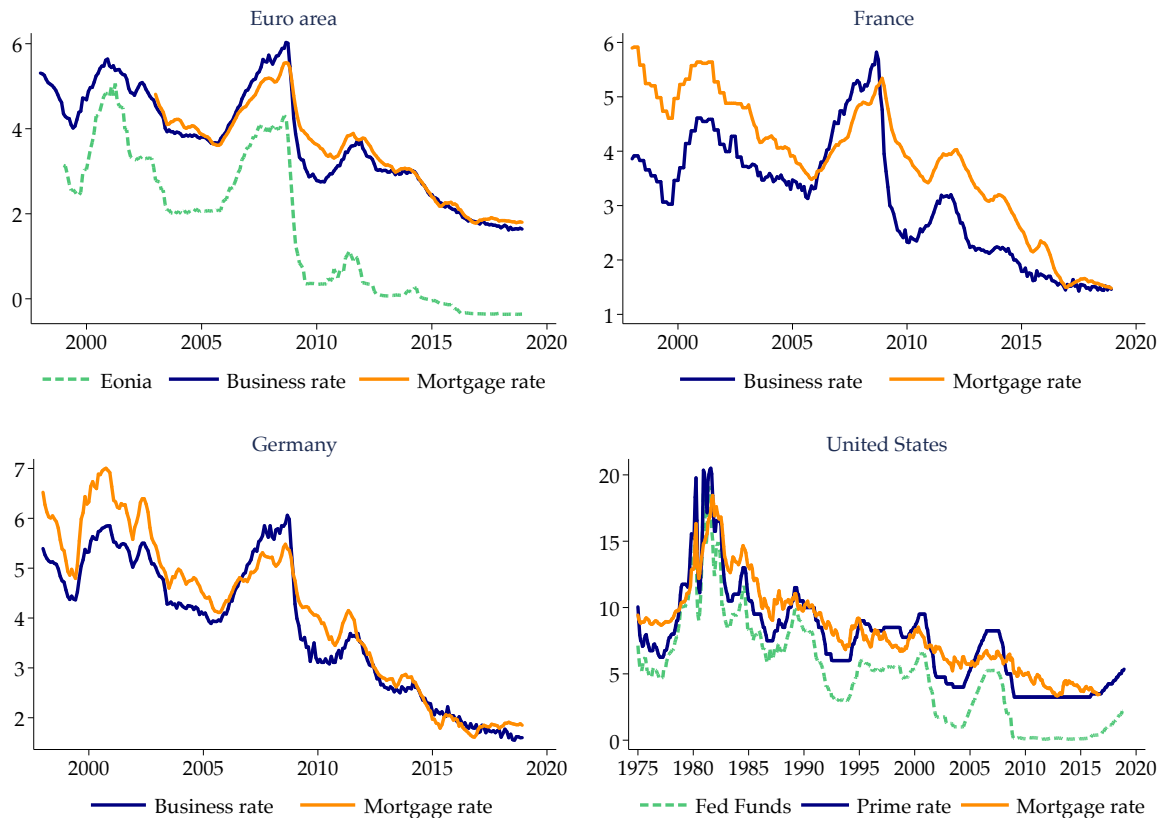 Euro area
6
4
2
0
2000 2005 2010 2015 2020
Eonia Business rate Mortgage rate
France
6
5
4
3
2
1
2000 2005 2010 2015 2020
Business rate Mortgage rate
Germany
7
6
5
4
3
2
2000 2005 2010 2015 2020
Business rate Mortgage rate
United States
20
15
10
5
0
1975 1980 1985 1990 1995 2000 2005 2010 2015 2020
Fed Funds Prime rate Mortgage rate